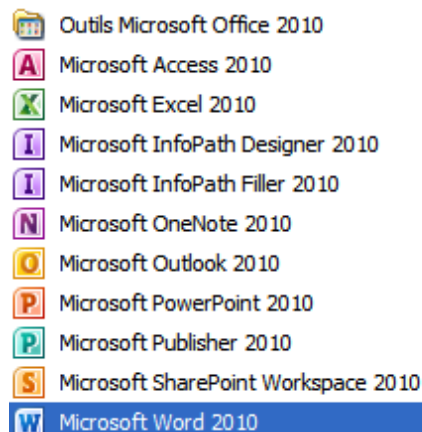 Outils Microsoft Office 2010
Microsoft Access 2010
Microsoft Excel 2010
Microsoft InfoPath Designer 2010
Microsoft InfoPath Filler 2010
Microsoft OneNote 2010
Microsoft Outlook 2010
Microsoft PowerPoint 2010
Microsoft Publisher 2010
Microsoft SharePoint Workspace 2010
Microsoft Word 2010